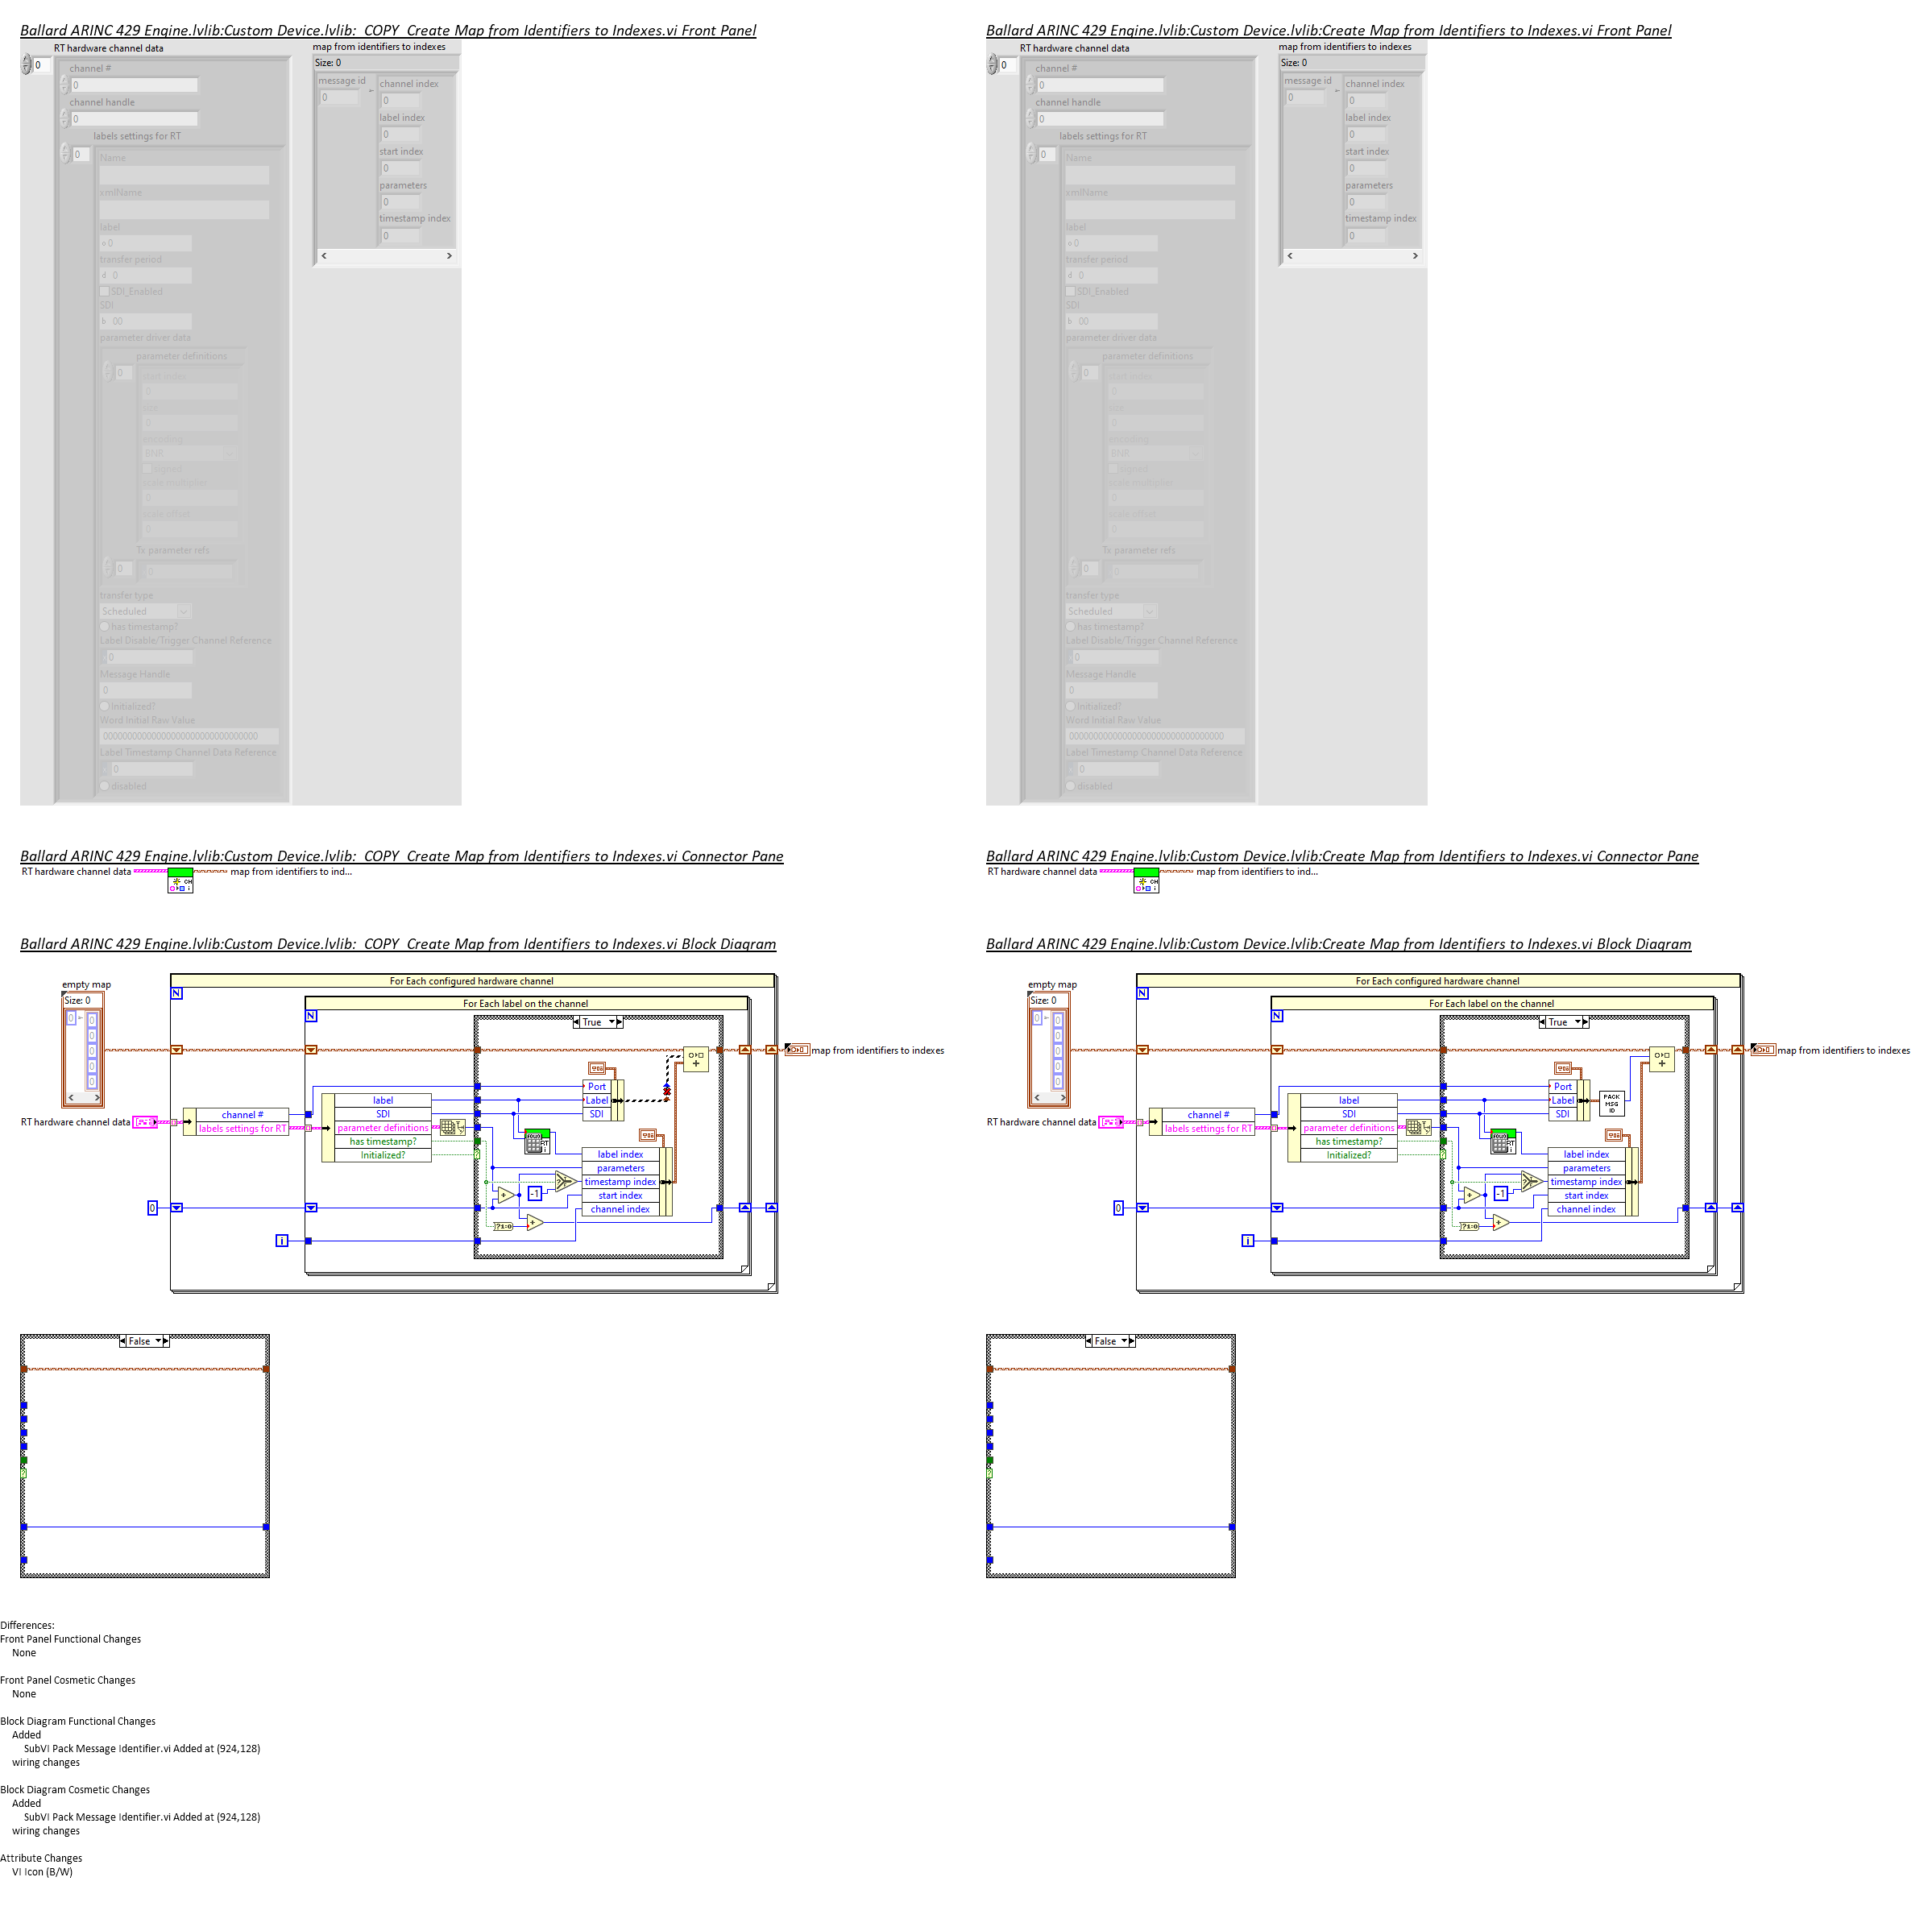 Ballard ARINC 429 Engine.lvlib:Custom Device.lvlib:_COPY_Create Map from Identifiers to Indexes.vi Front Panel
RT hardware channel data
map from identifiers to indexes
0
Size: 0
channel #
0
channel handle
0
labels settings for RT
0
Name
xmlName
label
o 0
transfer period
d 0
SDI_Enabled
SDI
b 00
parameter driver data
parameter definitions
0
start index
0
size
0
encoding
BNR
signed
scale multiplier
0
scale offset
0
Tx parameter refs
0
0
transfer type
Scheduled
has timestamp?
Label Disable/Trigger Channel Reference
0
Message Handle
0
Initialized?
Word Initial Raw Value
Label Timestamp Channel Data Reference
0
disabled
message id
0
channel index
0
label index
0
start index
0
parameters
0
timestamp index
0
Ballard ARINC 429 Engine.lvlib:Custom Device.lvlib:Create Map from Identifiers to Indexes.vi Front Panel
RT hardware channel data
map from identifiers to indexes
0
Size: 0
channel #
0
channel handle
0
labels settings for RT
0
Name
xmlName
label
o 0
transfer period
d 0
SDI_Enabled
SDI
b 00
parameter driver data
parameter definitions
0
start index
0
size
0
encoding
BNR
signed
scale multiplier
0
scale offset
0
Tx parameter refs
0
0
transfer type
Scheduled
has timestamp?
Label Disable/Trigger Channel Reference
0
Message Handle
0
Initialized?
Word Initial Raw Value
Label Timestamp Channel Data Reference
0
disabled
message id
0
channel index
0
label index
0
start index
0
parameters
0
timestamp index
0
Ballard ARINC 429 Engine.lvlib:Custom Device.lvlib:_COPY_Create Map from Identifiers to Indexes.vi Connector Pane
RT hardware channel data
CH
i
map from identifiers to ind...
Ballard ARINC 429 Engine.lvlib:Custom Device.lvlib:Create Map from Identifiers to Indexes.vi Connector Pane
RT hardware channel data
CH
i
map from identifiers to ind...
Ballard ARINC 429 Engine.lvlib:Custom Device.lvlib:_COPY_Create Map from Identifiers to Indexes.vi Block Diagram
For Each configured hardware channel
empty map
N
Size: 0
For Each label on the channel
N
True
map from identifiers to indexes
Port
Label
SDI
label
SDI
parameter definitions
has timestamp?
Initialized?
channel #
labels settings for RT
RT hardware channel data
label index
parameters
timestamp index
start index
channel index
-1
?1:0
0
i
False
Ballard ARINC 429 Engine.lvlib:Custom Device.lvlib:Create Map from Identifiers to Indexes.vi Block Diagram
For Each configured hardware channel
empty map
N
Size: 0
For Each label on the channel
N
True
map from identifiers to indexes
Port
Label
SDI
PACK
MSG
ID
label
SDI
parameter definitions
has timestamp?
Initialized?
channel #
labels settings for RT
RT hardware channel data
label index
parameters
timestamp index
start index
channel index
-1
?1:0
0
i
False
Differences:
Front Panel Functional Changes
None
Front Panel Cosmetic Changes
None
Block Diagram Functional Changes
Added
SubVI Pack Message Identifier.vi Added at (924,128)
wiring changes
Block Diagram Cosmetic Changes
Added
SubVI Pack Message Identifier.vi Added at (924,128)
wiring changes
Attribute Changes
VI Icon (B/W)